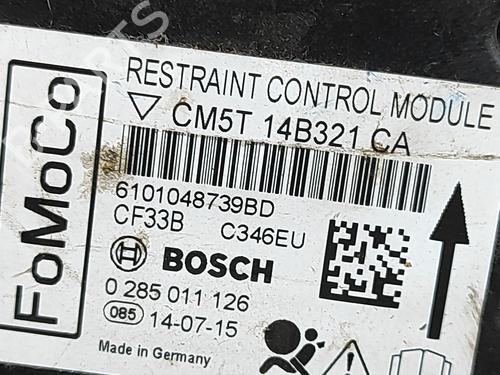 FoMoCo
RESTRAINT CONTROL MODULE
CM5T 14B321 CA
6101048739BD
CF33B C346EU
BOSCH
0 285 011 126
085 14-07-15
Made in Germany